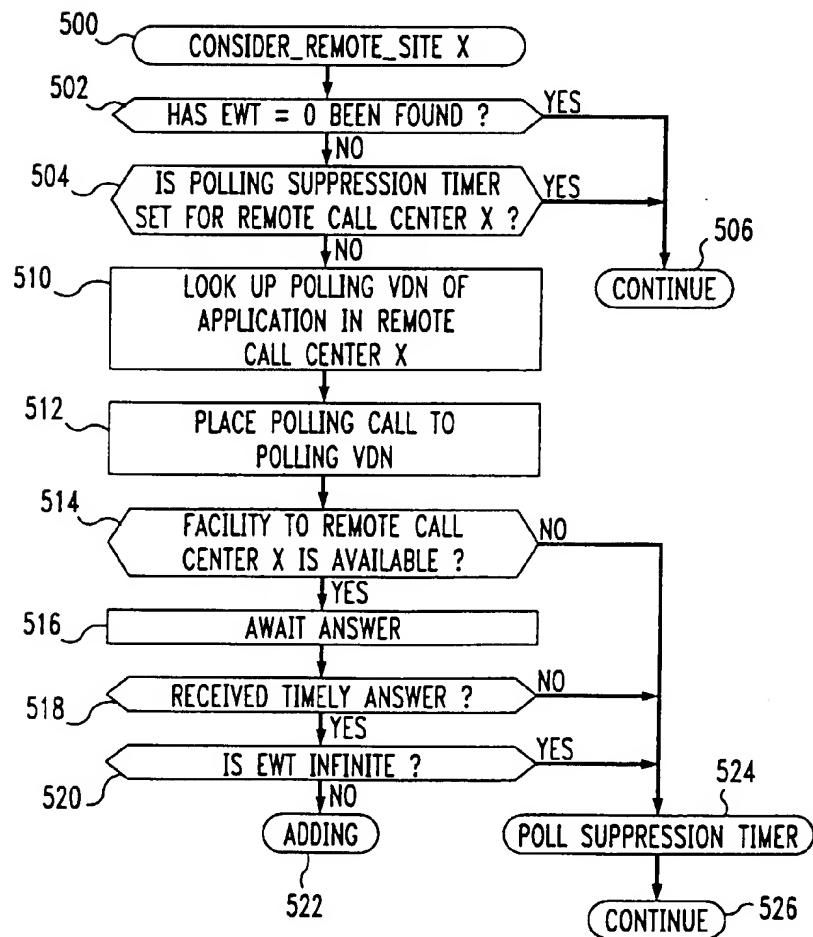 500
CONSIDER_REMOTE_SITE X
502
HAS EWT = 0 BEEN FOUND ?
YES
NO
504
IS POLLING SUPPRESSION TIMER
SET FOR REMOTE CALL CENTER X ?
YES
NO
506
CONTINUE
510
LOOK UP POLLING VDN OF
APPLICATION IN REMOTE
CALL CENTER X
512
PLACE POLLING CALL TO
POLLING VDN
514
FACILITY TO REMOTE CALL
CENTER X IS AVAILABLE ?
NO
YES
516
AWAIT ANSWER
518
RECEIVED TIMELY ANSWER ?
NO
YES
520
IS EWT INFINITE ?
YES
NO
522
ADDING
524
POLL SUPPRESSION TIMER
CONTINUE
526